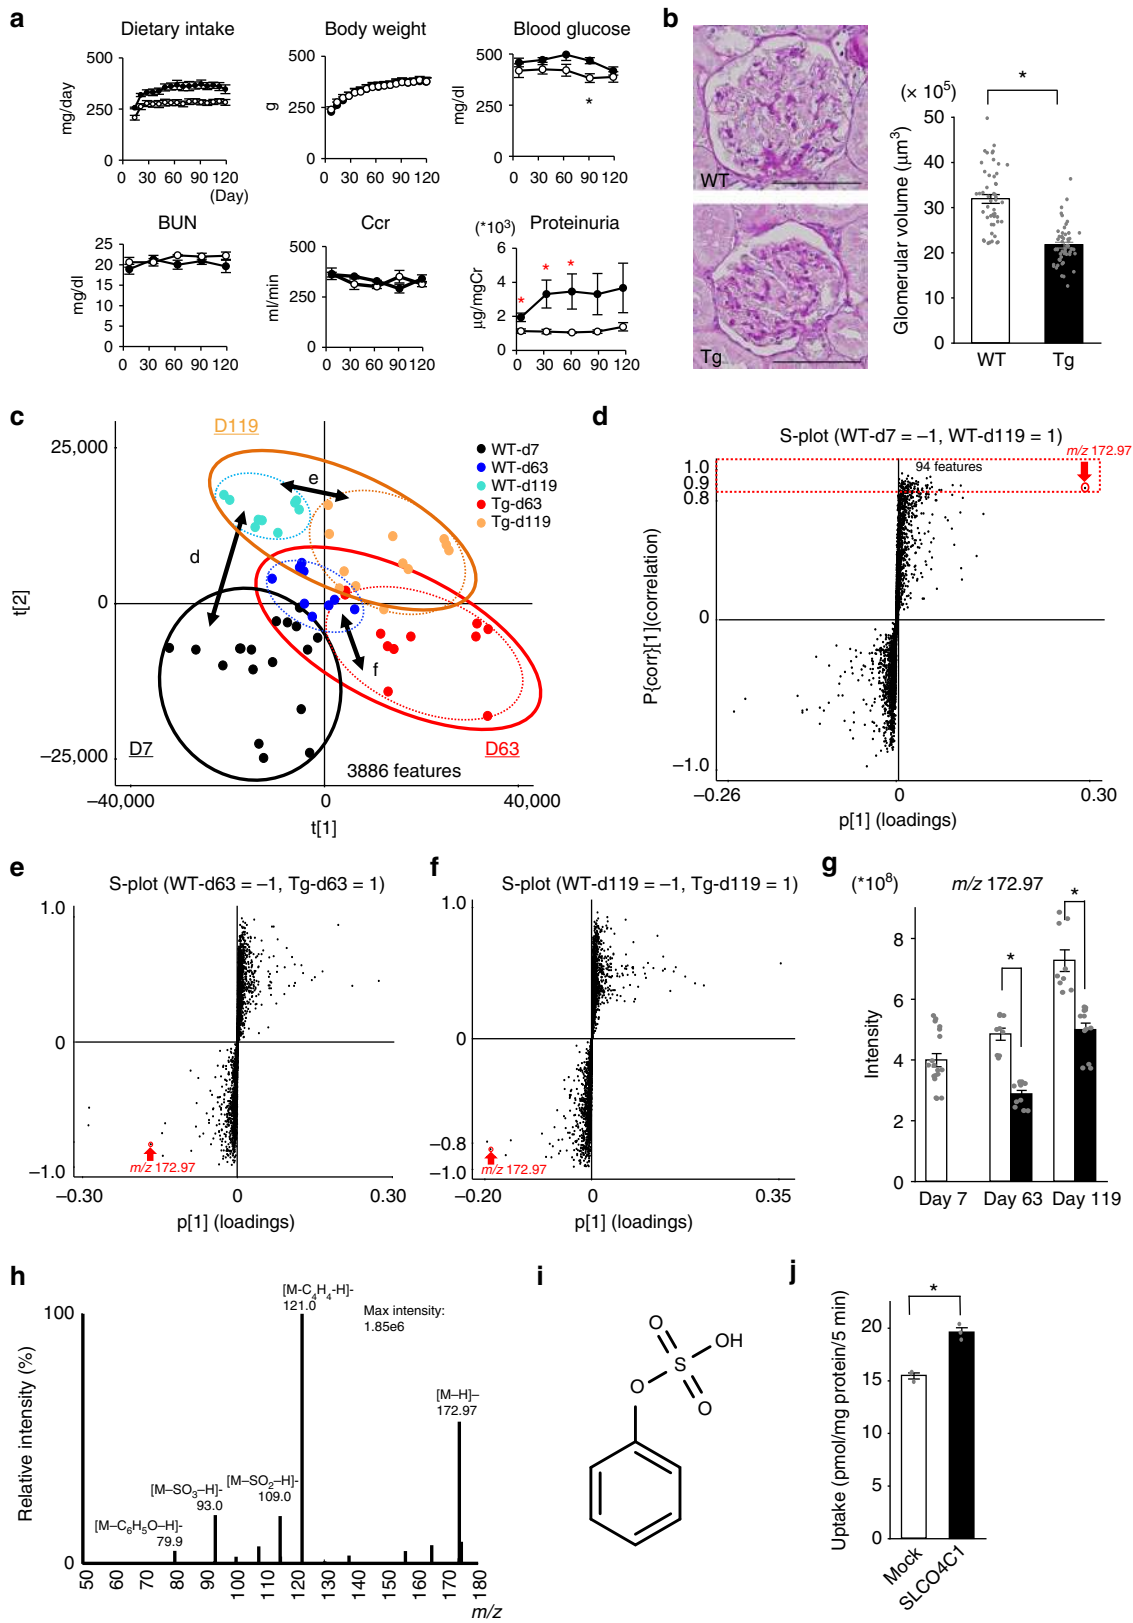 a
Dietary intake
Body weight
Blood glucose
500
250
0
mg/day
0 30 60 90 120
(Day)
500
250
0
g
0 30 60 90 120
500
250
0
mg/dl
*
0 30 60 90 120
BUN
Ccr
(*10³) Proteinuria
25
20
15
10
5
0
mg/dl
0 30 60 90 120
500
250
0
ml/min
0 30 60 90 120
6
4
2
0
µg/mgCr
* * *
0 30 60 90 120
b
WT
Tg
(× 10⁵)
*
50
40
30
20
10
0
Glomerular volume (µm³)
WT Tg
c
D119
25,000
0
−25,000
t[2]
e
d
f
D7
D63
3886 features
−40,000 0 40,000
t[1]
WT-d7
WT-d63
WT-d119
Tg-d63
Tg-d119
d
S-plot (WT-d7 = −1, WT-d119 = 1)
m/z 172.97
94 features
1.0
0.9
0.8
0
−1.0
P{corr}[1](correlation)
−0.26 0 0.30
p[1] (loadings)
e
S-plot (WT-d63 = −1, Tg-d63 = 1)
1.0
0
−1.0
m/z 172.97
−0.30 0 0.30
p[1] (loadings)
f
S-plot (WT-d119 = −1, Tg-d119 = 1)
1.0
0
−0.8
−1.0
m/z 172.97
−0.20 0 0.35
p[1] (loadings)
g
(*10⁸) m/z 172.97
* *
8
6
4
2
0
Intensity
Day 7 Day 63 Day 119
h
[M-C₄H₄-H]-
121.0
Max intensity:
1.85e6
100
0
Relative intensity (%)
[M–H]–
172.97
[M–SO₂–H]-
109.0
[M–SO₃–H]-
93.0
[M–C₆H₅O–H]-
79.9
50 60 70 80 90 100 110 120 130 140 150 160 170 180
m/z
i
O
OH
S
O
O
j
*
20
15
10
5
0
Uptake (pmol/mg protein/5 min)
Mock
SLCO4C1